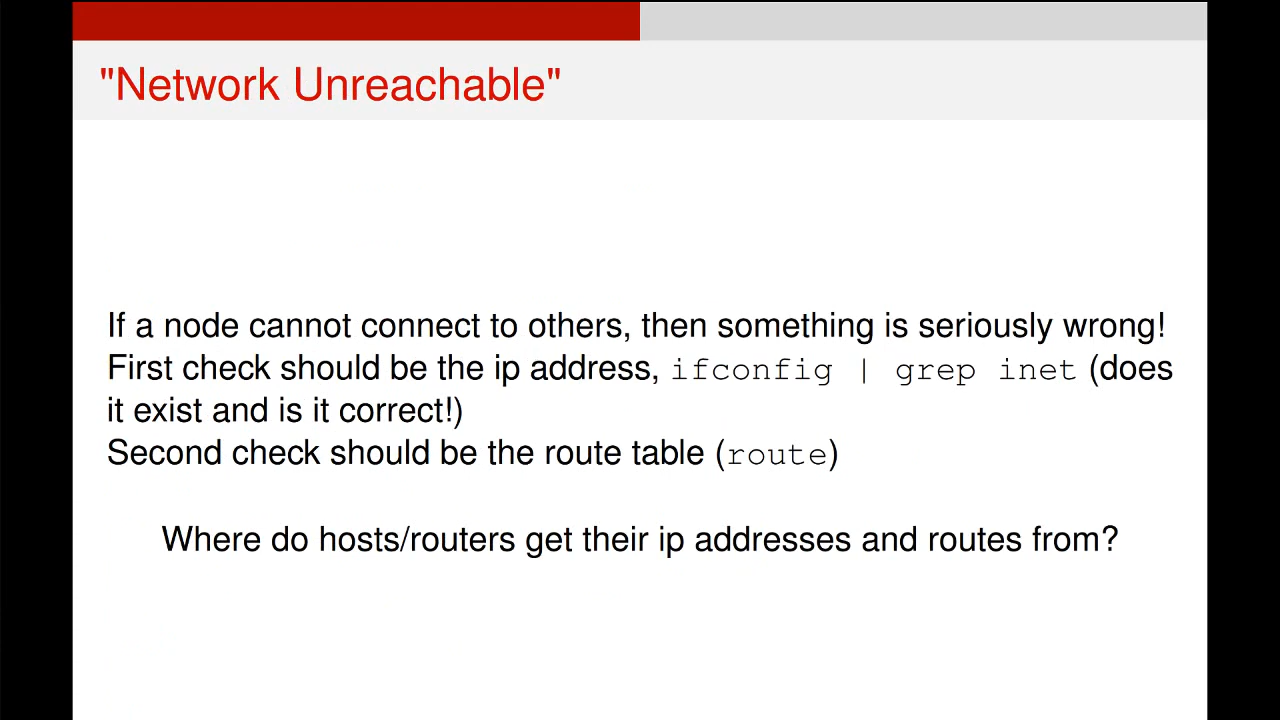 "Network Unreachable"
If a node cannot connect to others, then something is seriously wrong!
First check should be the ip address, ifconfig | grep inet (does
it exist and is it correct!)
Second check should be the route table (route)
Where do hosts/routers get their ip addresses and routes from?